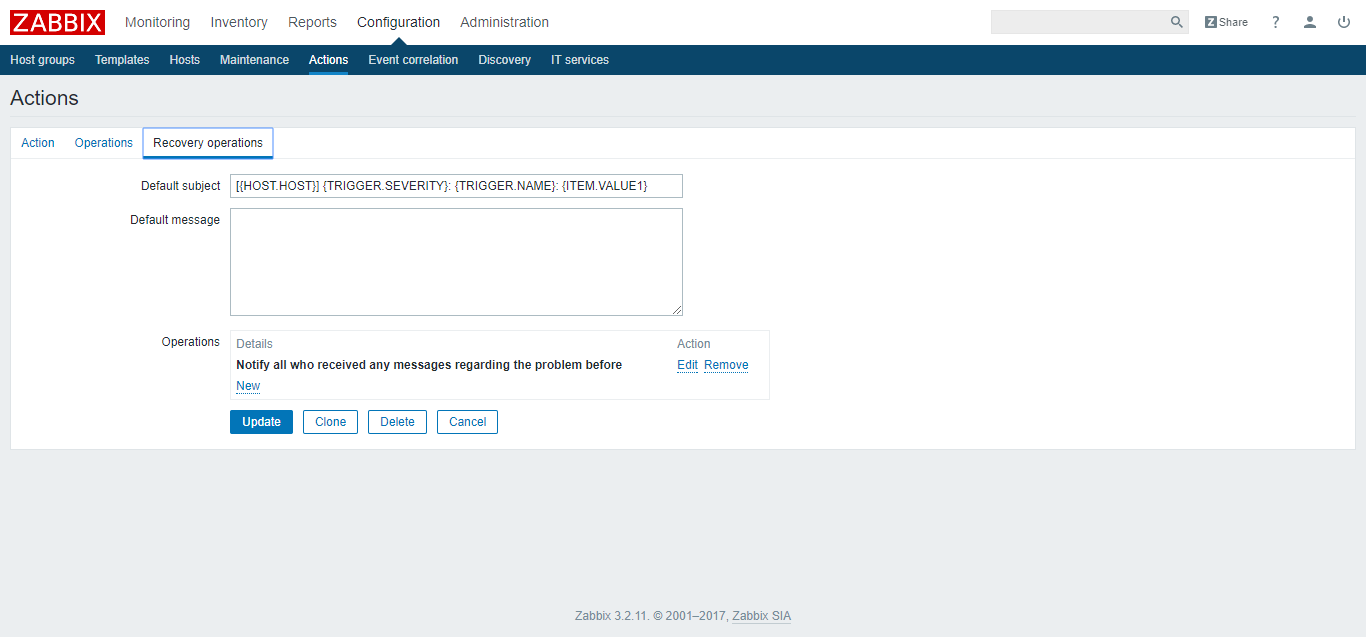 ZABBIX Monitoring Inventory Reports Configuration Administration Z Share ?
Host groups Templates Hosts Maintenance Actions Event correlation Discovery IT services
Actions
Action Operations Recovery operations
Default subject [{HOST.HOST}] {TRIGGER.SEVERITY}: {TRIGGER.NAME}: {ITEM.VALUE1}
Default message
Operations Details Action
Notify all who received any messages regarding the problem before Edit Remove
New
Update Clone Delete Cancel
Zabbix 3.2.11. © 2001–2017, Zabbix SIA